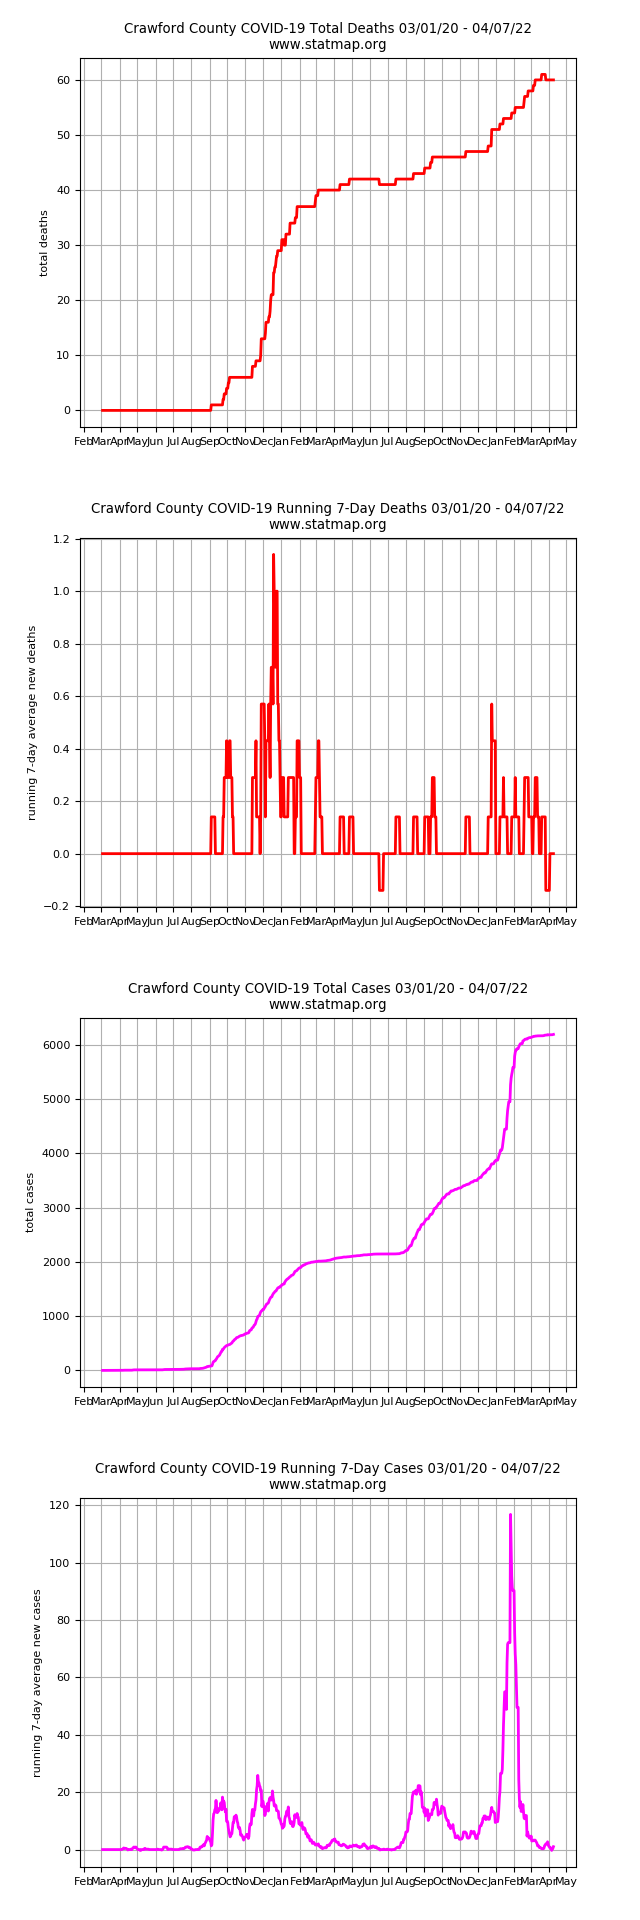 Crawford County COVID-19 Total Deaths 03/01/20 - 04/07/22
www.statmap.org
60
50
40
30
20
10
0
total deaths
Feb Mar Apr May Jun Jul Aug Sep Oct Nov Dec Jan Feb Mar Apr May Jun Jul Aug Sep Oct Nov Dec Jan Feb Mar Apr May
Crawford County COVID-19 Running 7-Day Deaths 03/01/20 - 04/07/22
www.statmap.org
1.2
1.0
0.8
0.6
0.4
0.2
0.0
−0.2
running 7-day average new deaths
Feb Mar Apr May Jun Jul Aug Sep Oct Nov Dec Jan Feb Mar Apr May Jun Jul Aug Sep Oct Nov Dec Jan Feb Mar Apr May
Crawford County COVID-19 Total Cases 03/01/20 - 04/07/22
www.statmap.org
6000
5000
4000
3000
2000
1000
0
total cases
Feb Mar Apr May Jun Jul Aug Sep Oct Nov Dec Jan Feb Mar Apr May Jun Jul Aug Sep Oct Nov Dec Jan Feb Mar Apr May
Crawford County COVID-19 Running 7-Day Cases 03/01/20 - 04/07/22
www.statmap.org
120
100
80
60
40
20
0
running 7-day average new cases
Feb Mar Apr May Jun Jul Aug Sep Oct Nov Dec Jan Feb Mar Apr May Jun Jul Aug Sep Oct Nov Dec Jan Feb Mar Apr May